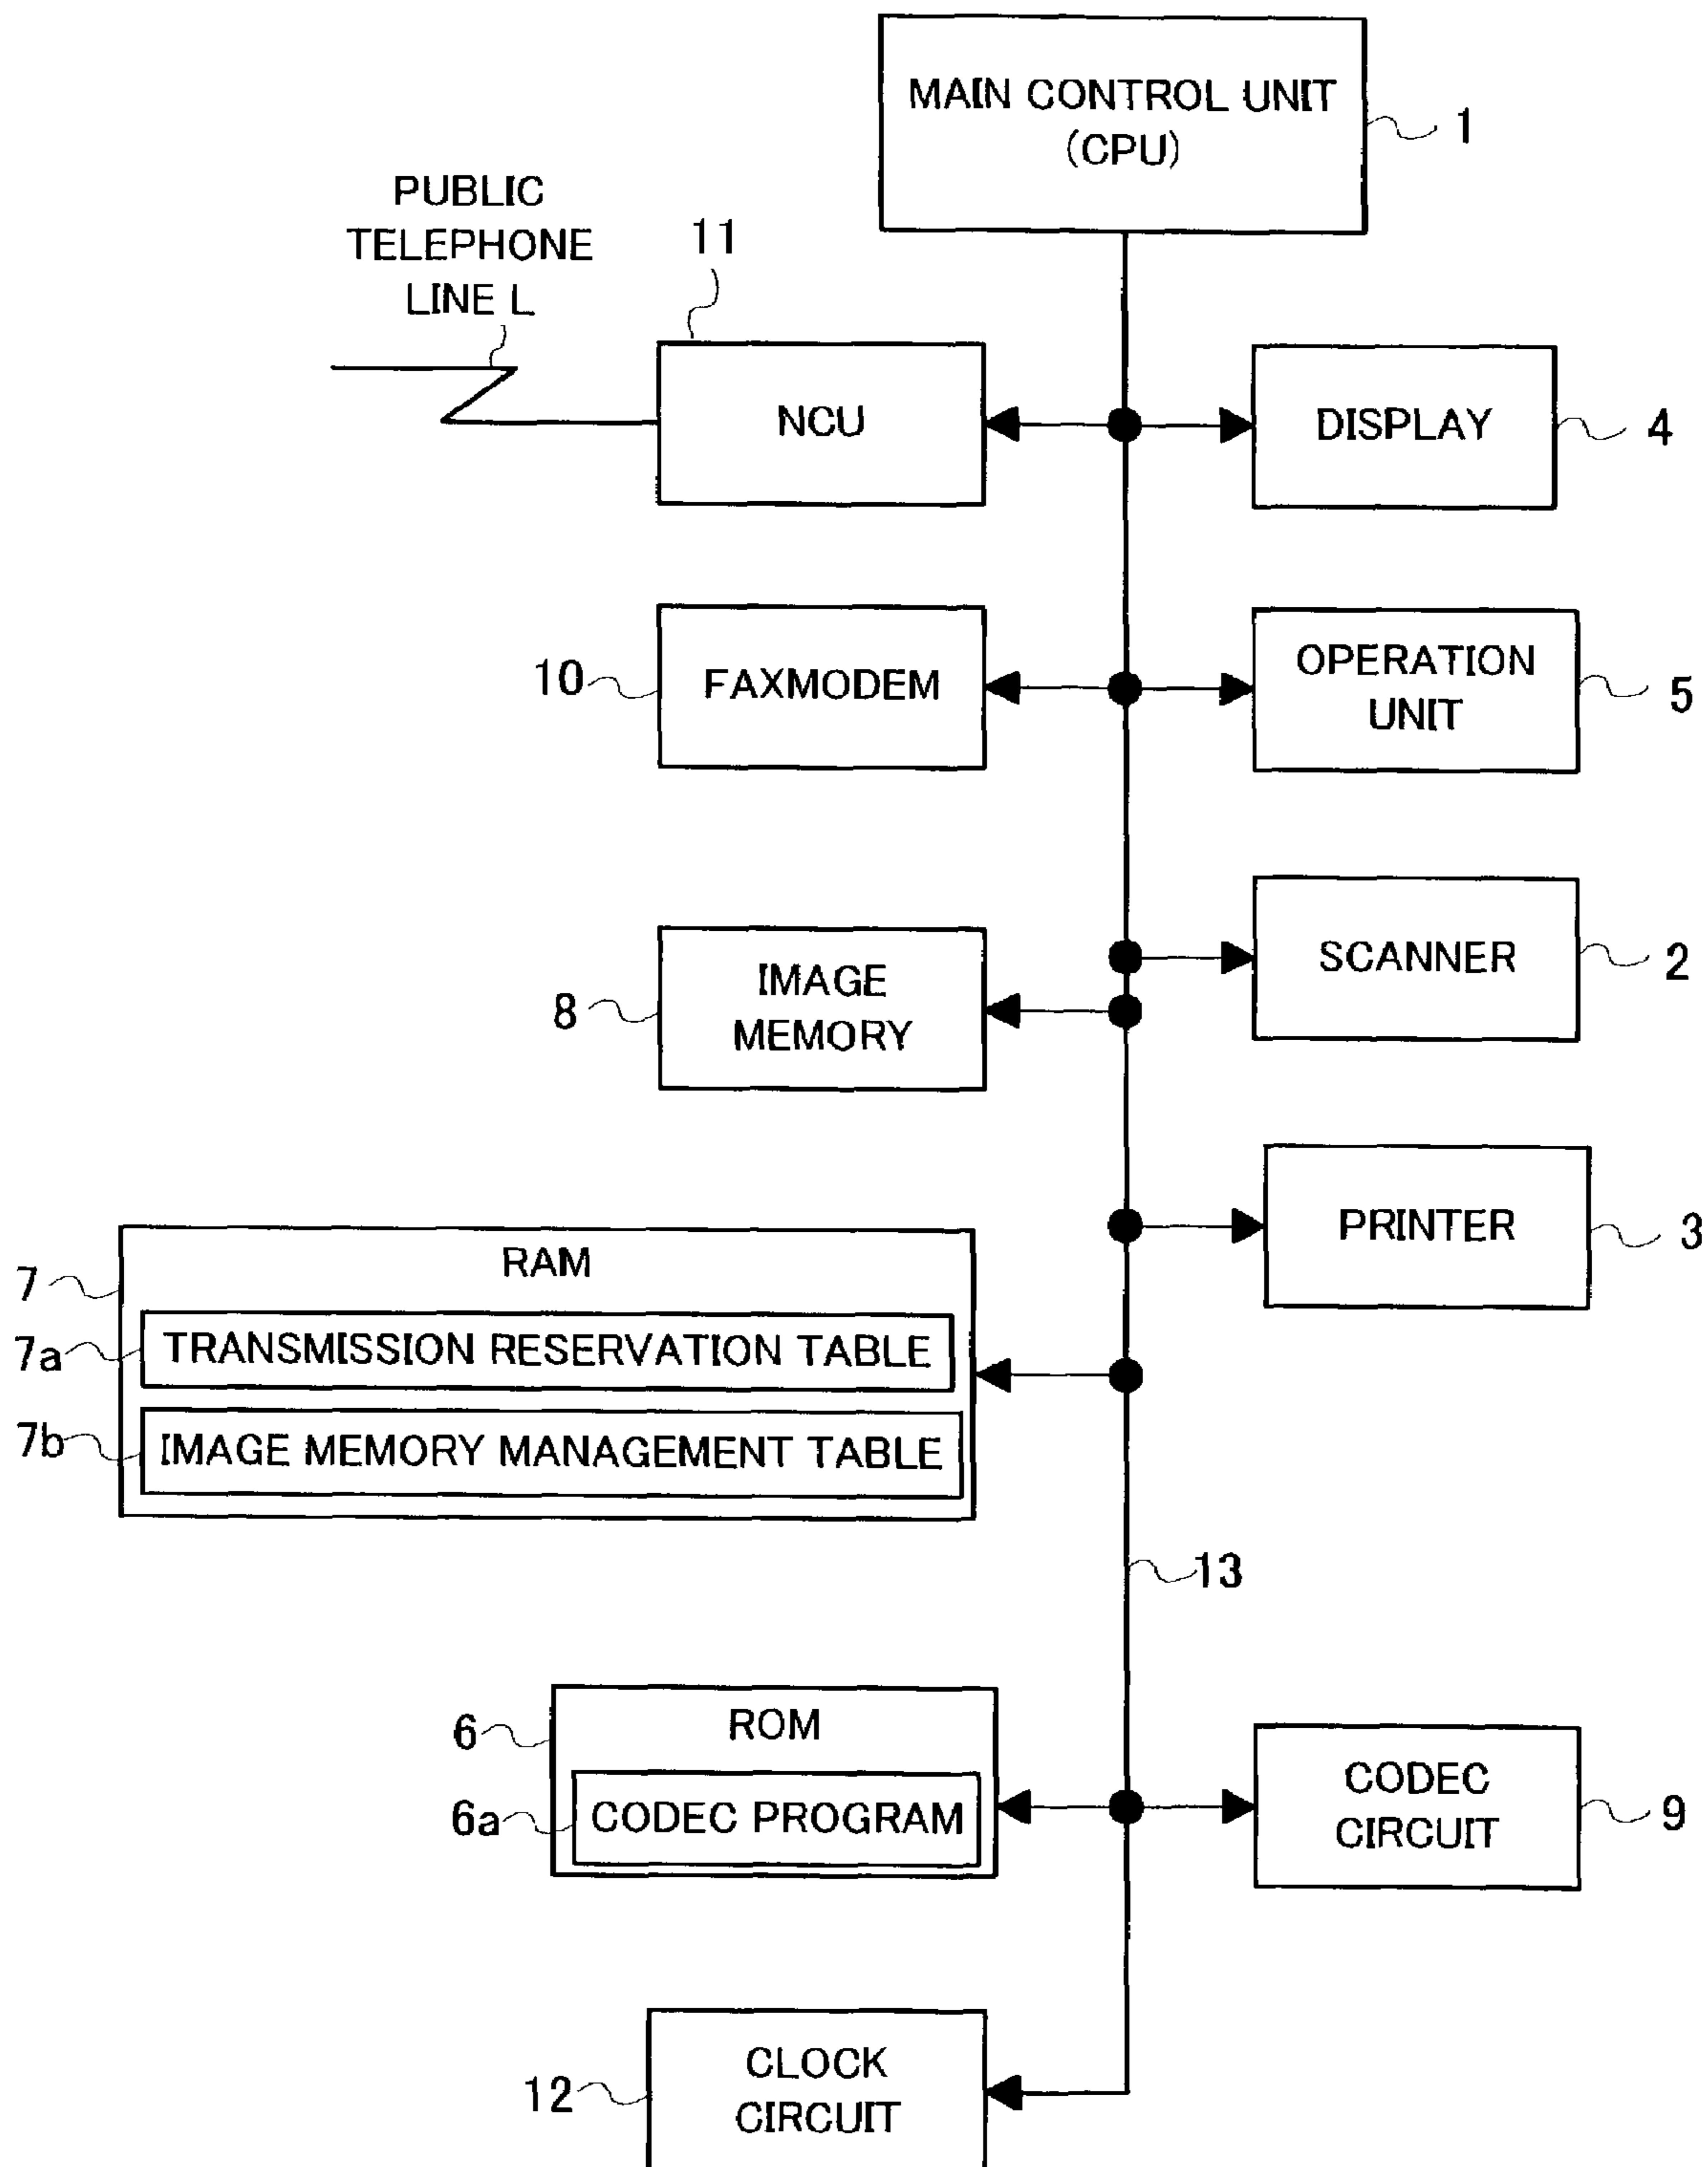 MAIN CONTROL UNIT
(CPU)
1
PUBLIC
TELEPHONE
LINE L
11
NCU
DISPLAY
4
10
FAXMODEM
OPERATION
UNIT
5
8
IMAGE
MEMORY
SCANNER
2
PRINTER
3
7
RAM
7a
TRANSMISSION RESERVATION TABLE
7b
IMAGE MEMORY MANAGEMENT TABLE
13
6
ROM
6a
CODEC PROGRAM
CODEC
CIRCUIT
9
12
CLOCK
CIRCUIT